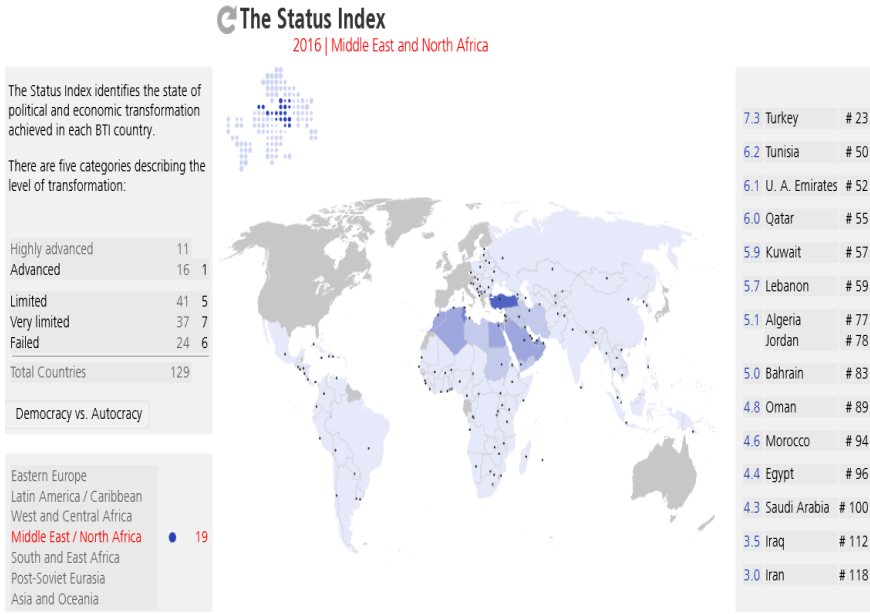 The Status Index
2016 | Middle East and North Africa
The Status Index identifies the state of
political and economic transformation
achieved in each BTI country.
There are five categories describing the
level of transformation:
Highly advanced 11
Advanced 16 1
Limited 41 5
Very limited 37 7
Failed 24 6
Total Countries 129
Democracy vs. Autocracy
Eastern Europe
Latin America / Caribbean
West and Central Africa
Middle East / North Africa 19
South and East Africa
Post-Soviet Eurasia
Asia and Oceania
7.3 Turkey # 23
6.2 Tunisia # 50
6.1 U. A. Emirates # 52
6.0 Qatar # 55
5.9 Kuwait # 57
5.7 Lebanon # 59
5.1 Algeria # 77
Jordan # 78
5.0 Bahrain # 83
4.8 Oman # 89
4.6 Morocco # 94
4.4 Egypt # 96
4.3 Saudi Arabia # 100
3.5 Iraq # 112
3.0 Iran # 118